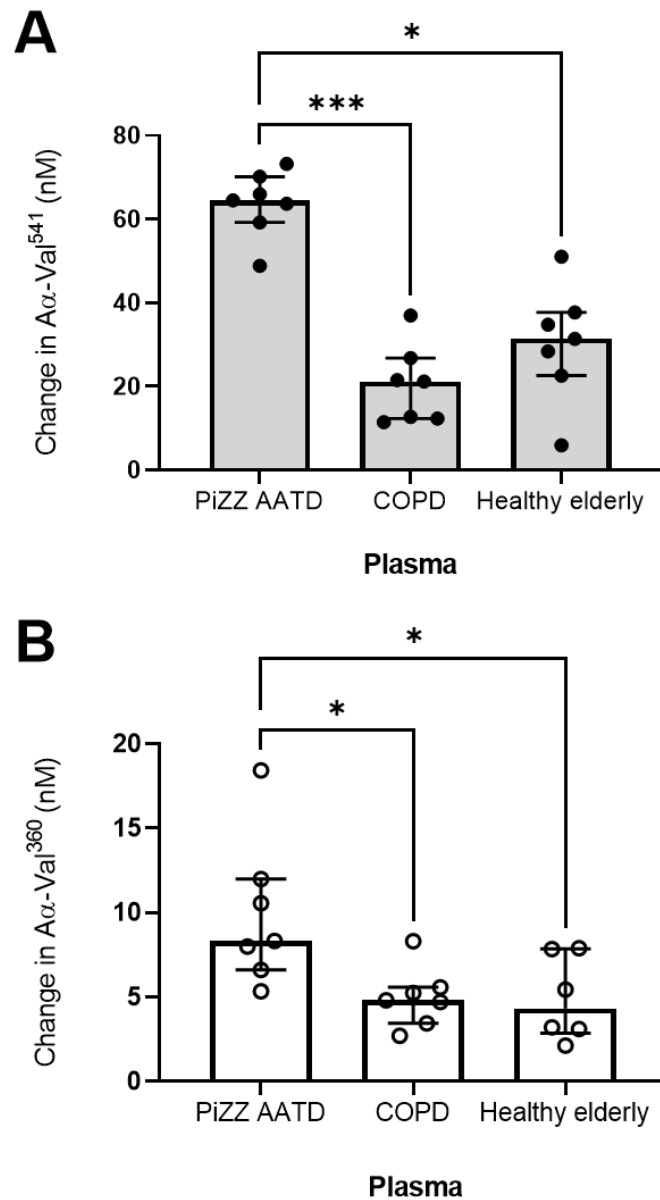 A
*
***
Change in Aα-Val⁵⁴¹ (nM)
80
60
40
20
0
PiZZ AATD COPD Healthy elderly
Plasma
B
*
*
Change in Aα-Val³⁶⁰ (nM)
20
15
10
5
0
PiZZ AATD COPD Healthy elderly
Plasma